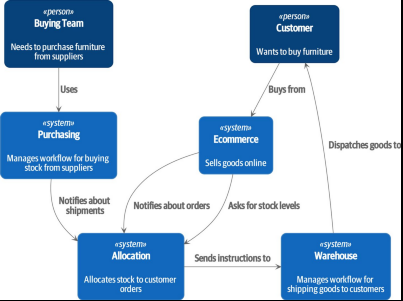 «person»
Buying Team
Needs to purchase furniture
from suppliers
«person»
Customer
Wants to buy furniture
Uses
Buys from
«system»
Purchasing
Manages workflow for buying
stock from suppliers
«system»
Ecommerce
Sells goods online
Dispatches goods to
Notifies about
shipments
Notifies about orders
Asks for stock levels
«system»
Allocation
Allocates stock to customer
orders
Sends instructions to
«system»
Warehouse
Manages workflow for
shipping goods to customers